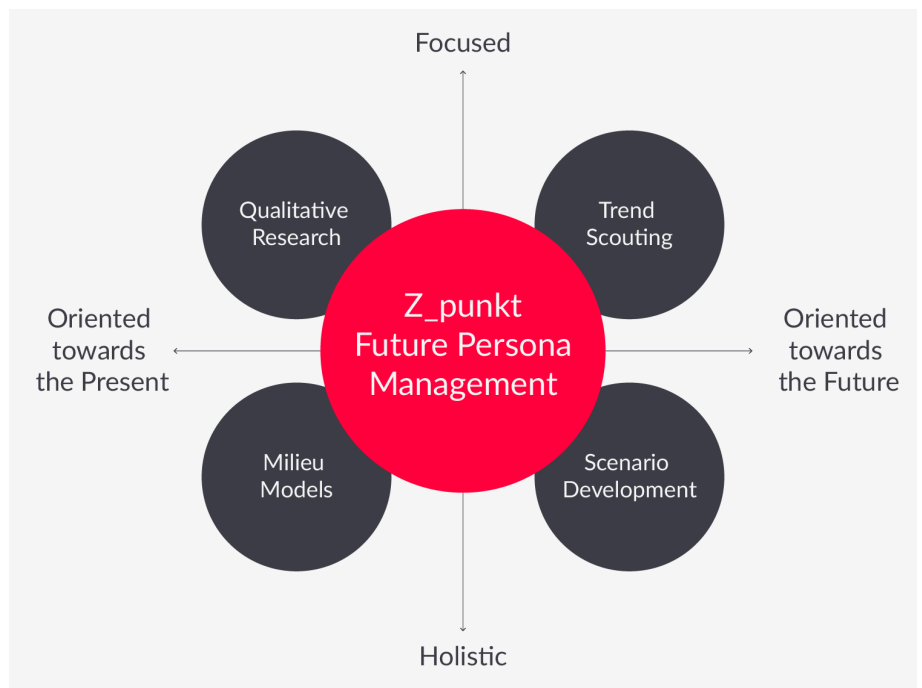 Focused
Qualitative
Research
Trend
Scouting
Z_punkt
Future Persona
Management
Oriented
towards
the Present
Oriented
towards
the Future
Milieu
Models
Scenario
Development
Holistic